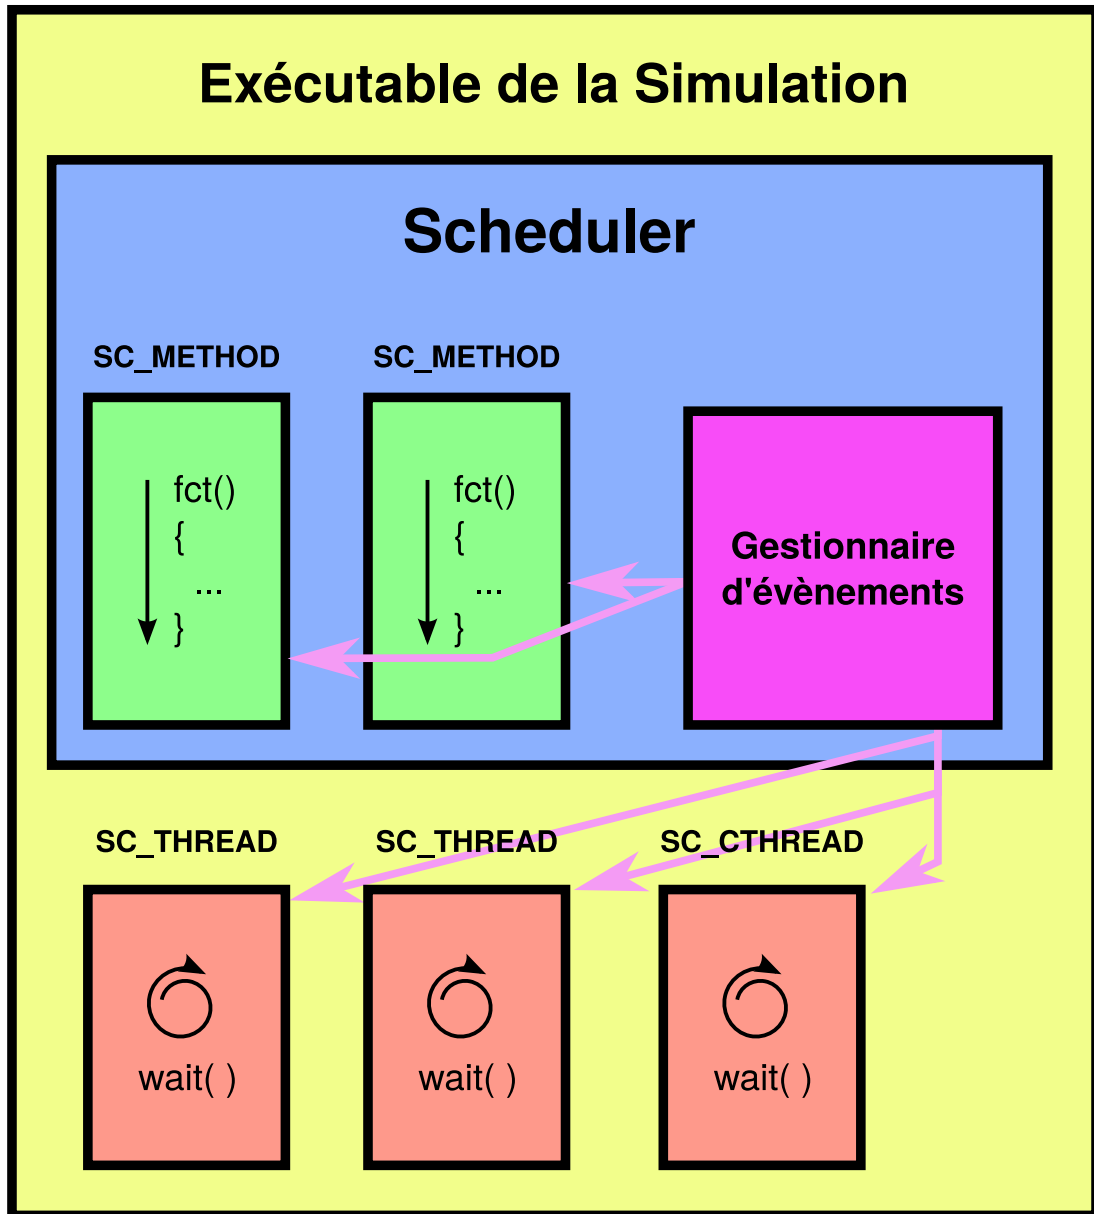 Exécutable de la Simulation
Scheduler
SC_METHOD
SC_METHOD
fct()
{
...
}
fct()
{
...
}
Gestionnaire
d'évènements
SC_THREAD
SC_THREAD
SC_CTHREAD
wait( )
wait( )
wait( )